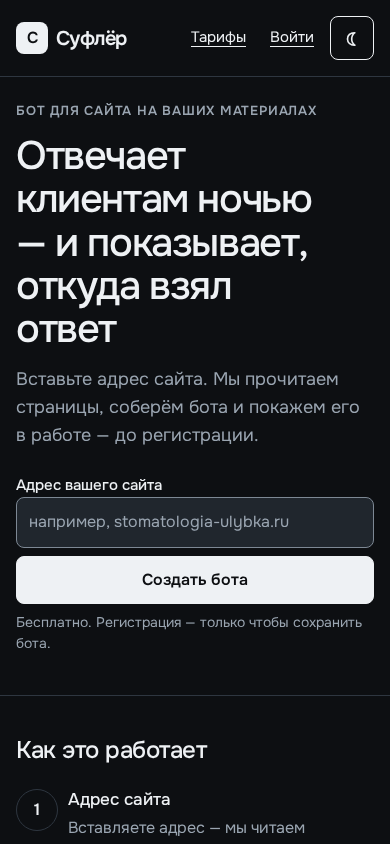 С Суфлёр Тарифы Войти
БОТ ДЛЯ САЙТА НА ВАШИХ МАТЕРИАЛАХ
Отвечает
клиентам ночью
— и показывает,
откуда взял
ответ
Вставьте адрес сайта. Мы прочитаем
страницы, соберём бота и покажем его
в работе — до регистрации.
Адрес вашего сайта
например, stomatologia-ulybka.ru
Создать бота
Бесплатно. Регистрация — только чтобы сохранить
бота.
Как это работает
1 Адрес сайта
Вставляете адрес — мы читаем